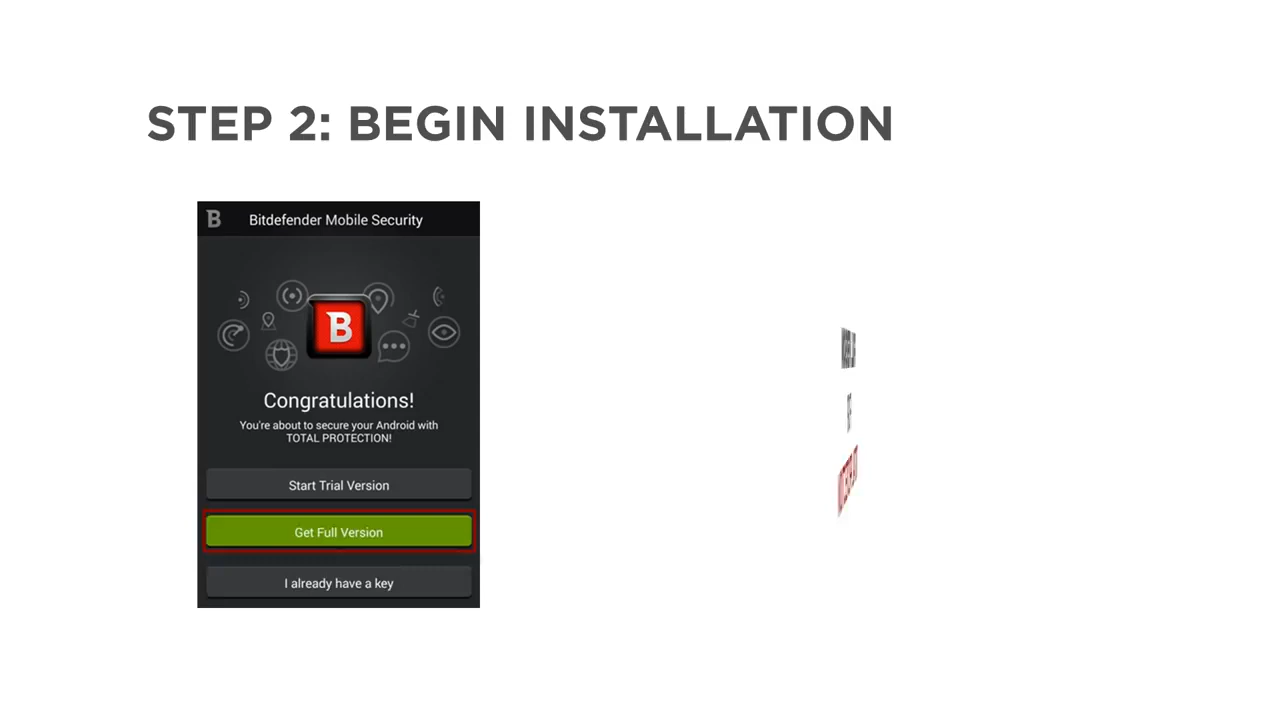 STEP 2: BEGIN INSTALLATION
B Bitdefender Mobile Security
B
Congratulations!
You're about to secure your Android with
TOTAL PROTECTION!
Start Trial Version
Get Full Version
I already have a key